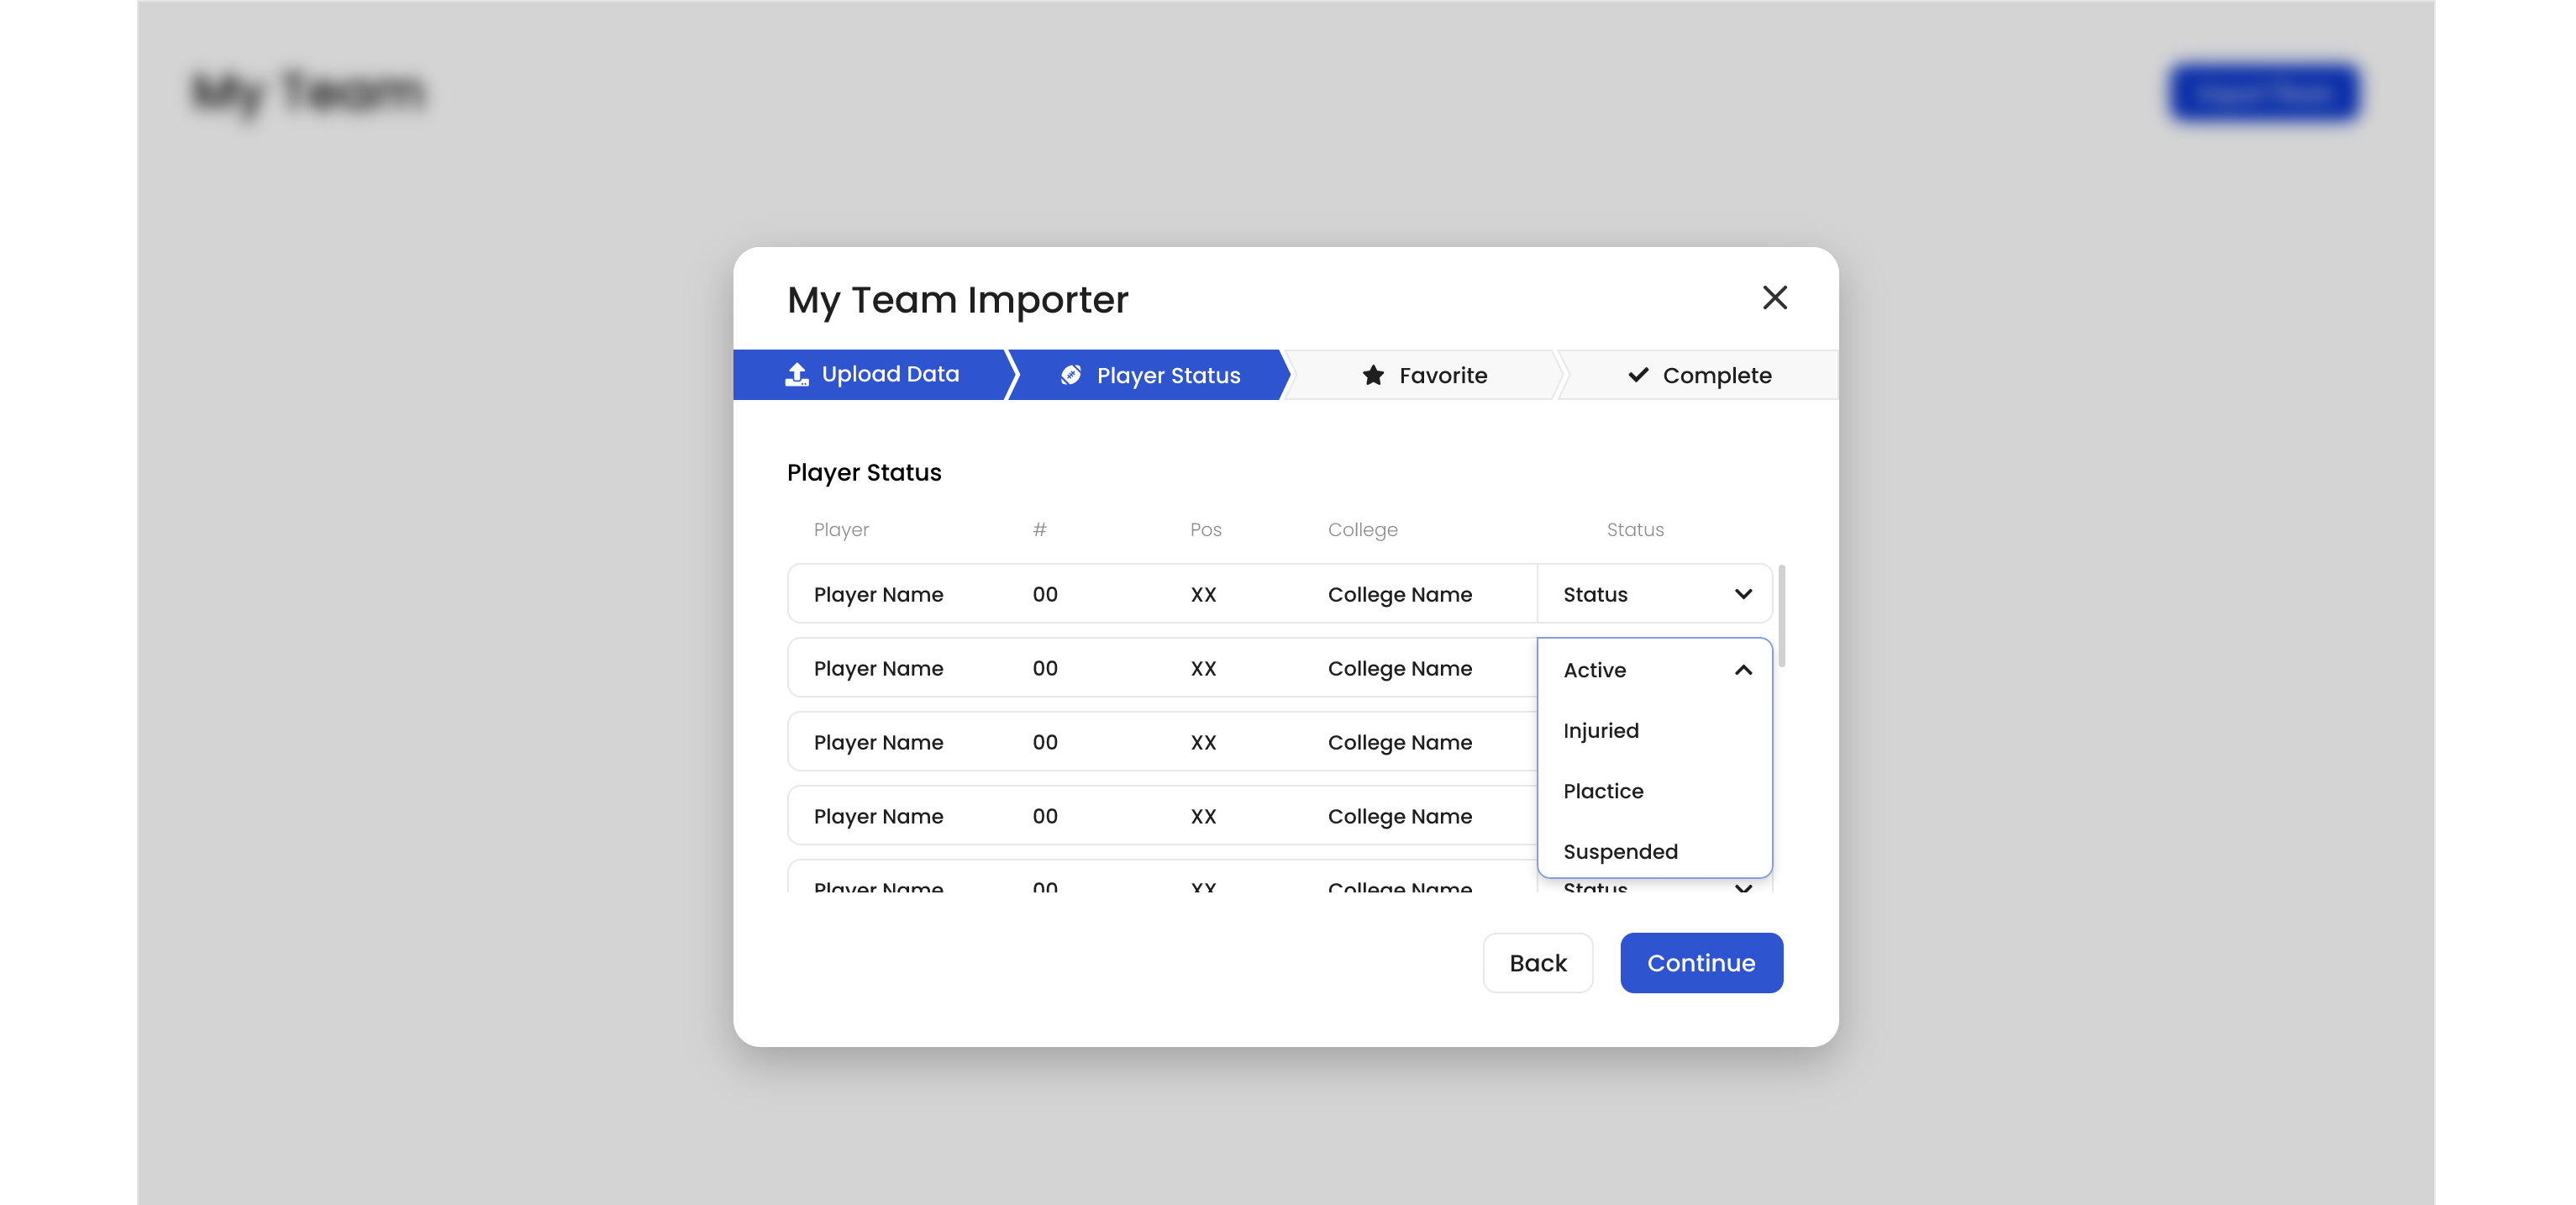 My Team
Import Team
My Team Importer
Upload Data
Player Status
Favorite
Complete
Player Status
Player # Pos College Status
Player Name 00 XX College Name Status
Player Name 00 XX College Name Active
Player Name 00 XX College Name Injuried
Plactice
Player Name 00 XX College Name Suspended
Player Name 00 XX College Name Status
Back Continue